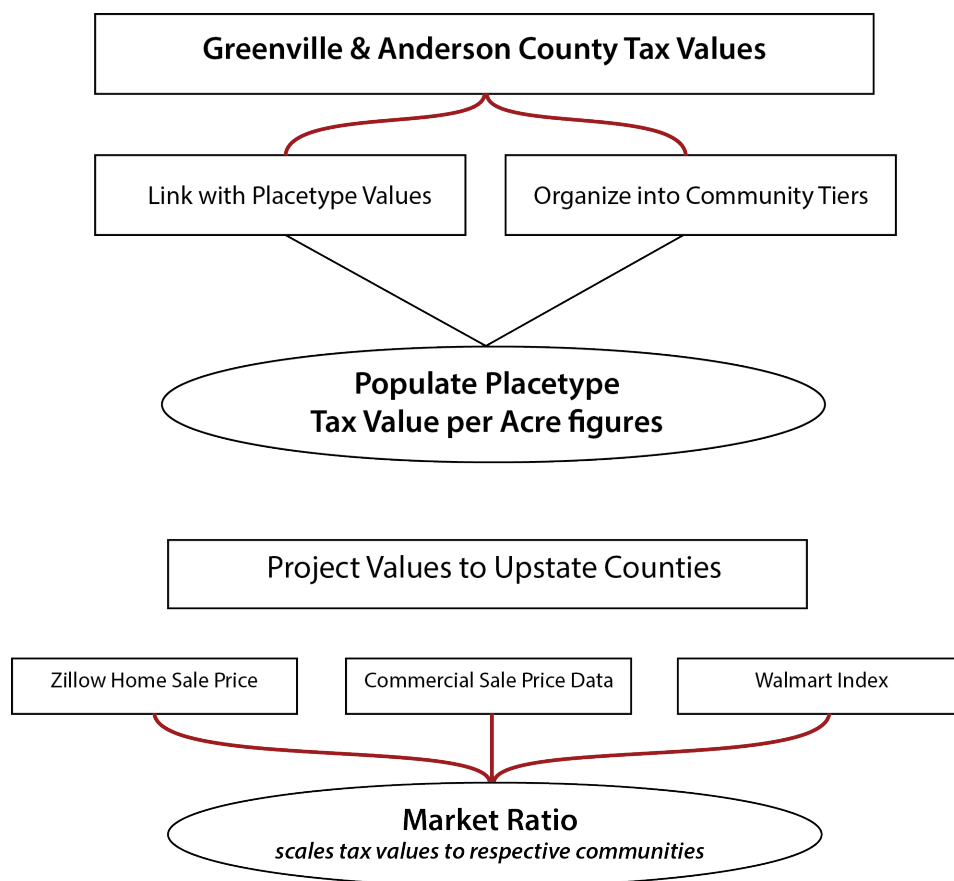 Greenville & Anderson County Tax Values
Link with Placetype Values
Organize into Community Tiers
Populate Placetype
Tax Value per Acre figures
Project Values to Upstate Counties
Zillow Home Sale Price
Commercial Sale Price Data
Walmart Index
Market Ratio
scales tax values to respective communities